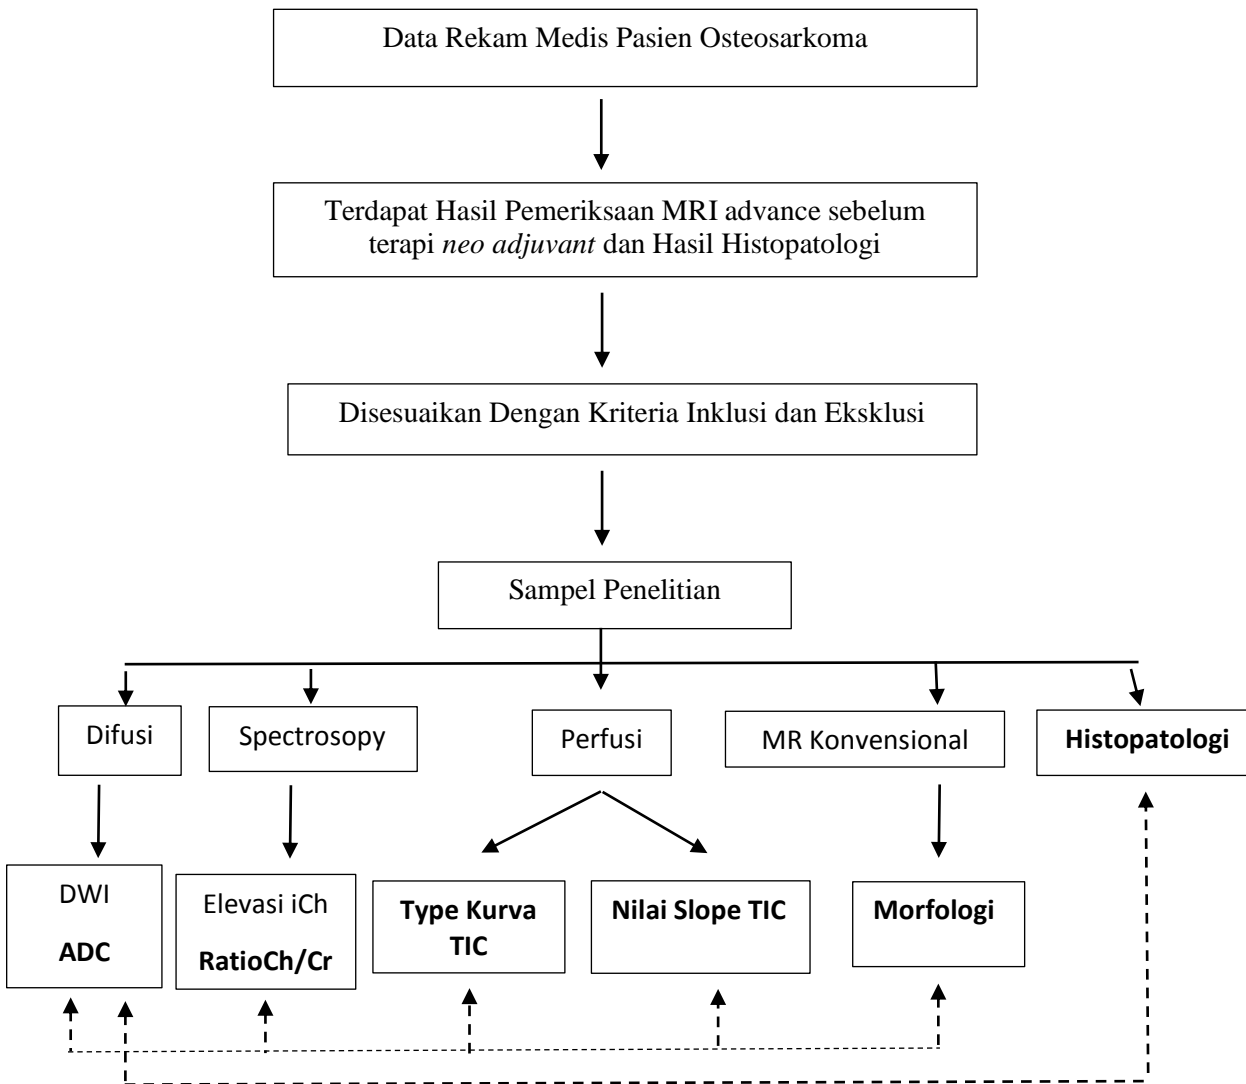 Data Rekam Medis Pasien Osteosarkoma
Terdapat Hasil Pemeriksaan MRI advance sebelum
terapi neo adjuvant dan Hasil Histopatologi
Disesuaikan Dengan Kriteria Inklusi dan Eksklusi
Sampel Penelitian
Difusi
Spectrosopy
Perfusi
MR Konvensional
Histopatologi
DWI
ADC
Elevasi iCh
RatioCh/Cr
Type Kurva
TIC
Nilai Slope TIC
Morfologi